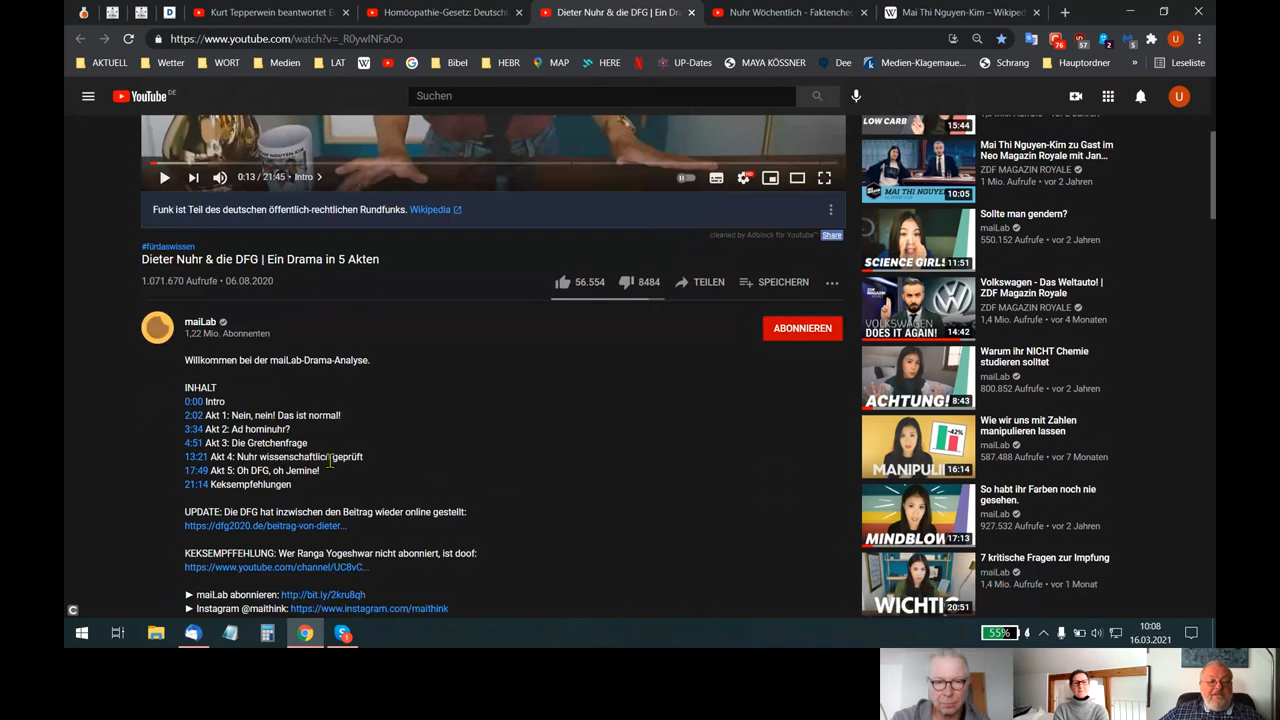 Kurt Tepperwein beantwortet E
Homöopathie-Gesetz: Deutschl
Dieter Nuhr & die DFG | Ein Dra
Nuhr Wöchentlich - Faktenche
Mai Thi Nguyen-Kim – Wikiped
https://www.youtube.com/watch?v=_R0ywINFaOo
76
57
2
5
U
AKTUELL
Wetter
WORT
Medien
LAT
Bibel
HEBR
MAP
HERE
UP-Dates
MAYA KÖSSNER
Dee
Medien-Klagemaue...
Schrang
Hauptordner
»
Leseliste
YouTube DE
Suchen
U
0:13 / 21:45 • Intro
Funk ist Teil des deutschen öffentlich-rechtlichen Rundfunks. Wikipedia
cleaned by Adblock for Youtube™ Share
#fürdaswissen
Dieter Nuhr & die DFG | Ein Drama in 5 Akten
56.554
8484
TEILEN
SPEICHERN
maiLab
1,22 Mio. Abonnenten
ABONNIEREN
Willkommen bei der maiLab-Drama-Analyse.
INHALT
0:00 Intro
2:02 Akt 1: Nein, nein! Das ist normal!
3:34 Akt 2: Ad hominuhr?
4:51 Akt 3: Die Gretchenfrage
13:21 Akt 4: Nuhr wissenschaftlich geprüft
17:49 Akt 5: Oh DFG, oh Jemine!
21:14 Keksempfehlungen
UPDATE: Die DFG hat inzwischen den Beitrag wieder online gestellt:
https://dfg2020.de/beitrag-von-dieter...
KEKSEMPFFEHLUNG: Wer Ranga Yogeshwar nicht abonniert, ist doof:
https://www.youtube.com/channel/UC8vC...
► maiLab abonnieren: http://bit.ly/2kru8qh
► Instagram @maithink: https://www.instagram.com/maithink
LOW CARB
15:44
Mai Thi Nguyen-Kim zu Gast im
Neo Magazin Royale mit Jan...
ZDF MAGAZIN ROYALE
1 Mio. Aufrufe • vor 2 Jahren
10:05
Sollte man gendern?
maiLab
550.152 Aufrufe • vor 2 Jahren
SCIENCE GIRLS
11:51
Volkswagen - Das Weltauto! |
ZDF Magazin Royale
ZDF MAGAZIN ROYALE
1,4 Mio. Aufrufe • vor 4 Monaten
VOLKSWAGEN
DOES IT AGAIN!
14:42
Warum ihr NICHT Chemie
studieren solltet
maiLab
800.852 Aufrufe • vor 2 Jahren
ACHTUNG!
8:43
Wie wir uns mit Zahlen
manipulieren lassen
maiLab
587.488 Aufrufe • vor 7 Monaten
-42%
MANIPULI
16:14
So habt ihr Farben noch nie
gesehen.
maiLab
927.532 Aufrufe • vor 2 Jahren
MINDBLOW
17:13
7 kritische Fragen zur Impfung
maiLab
1,4 Mio. Aufrufe • vor 1 Monat
WICHTIG
20:51
55%
10:08
16.03.2021